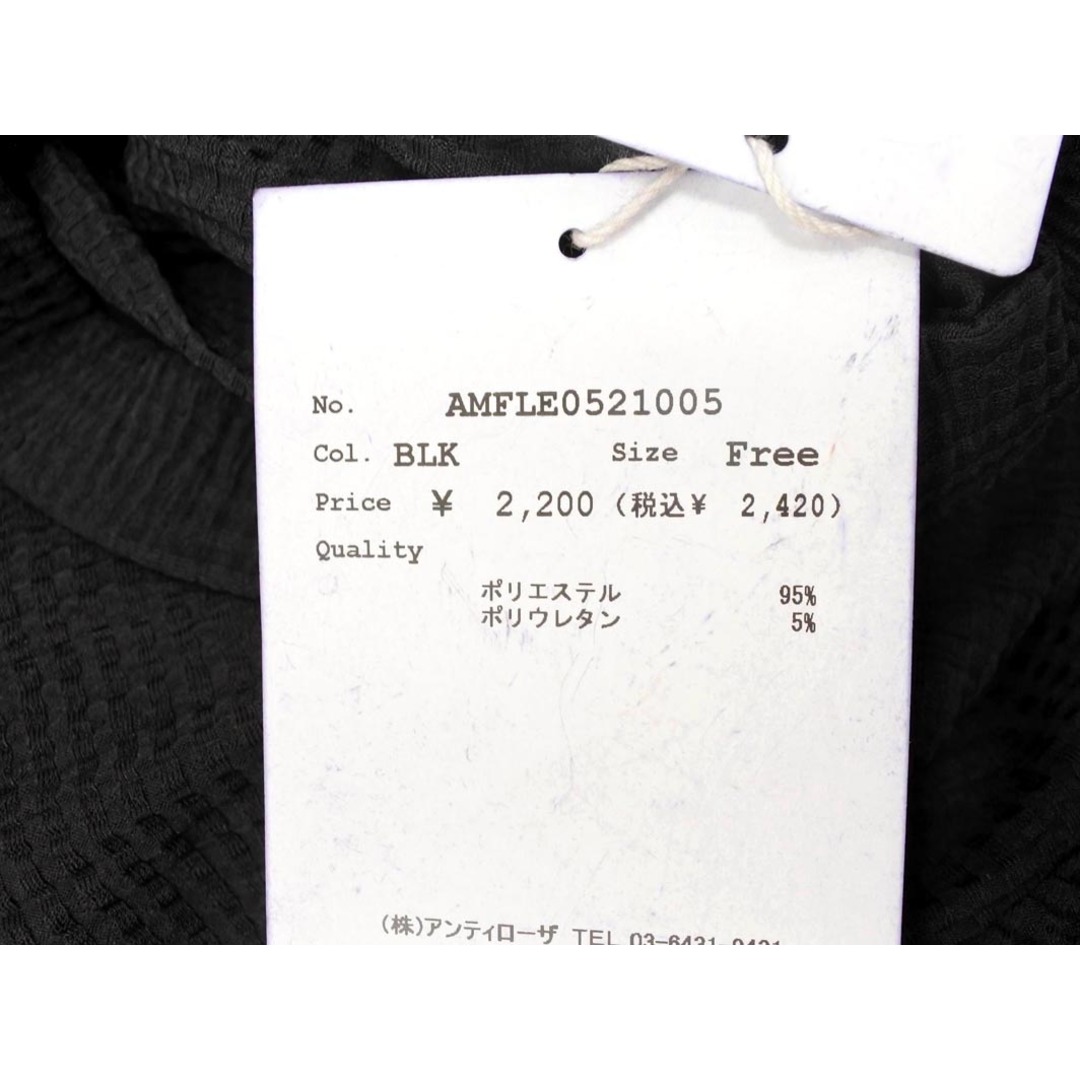 No. AMFLE0521005
Col. BLK Size Free
Price ¥ 2,200 (税込¥ 2,420)
Quality
ポリエステル 95%
ポリウレタン 5%
(株)アンティローザ TEL